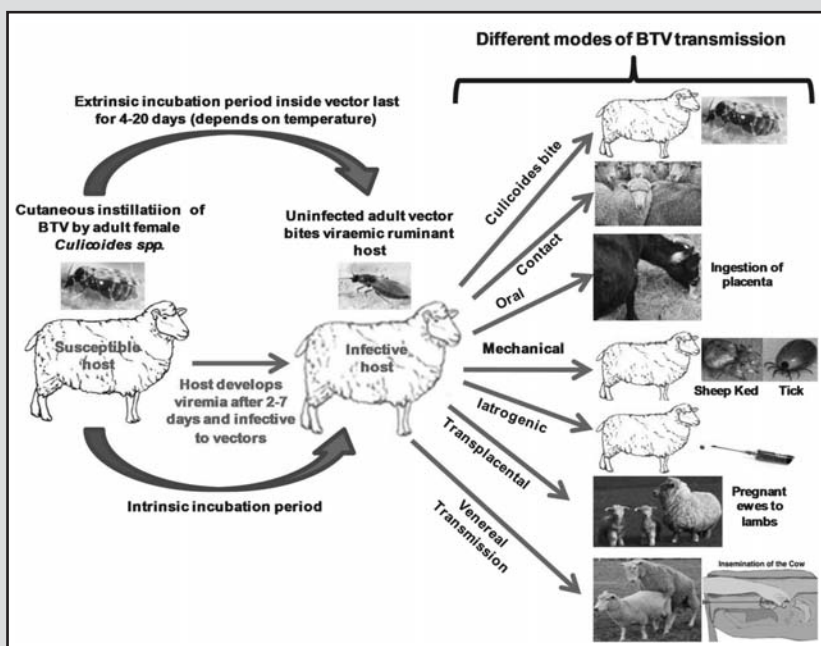 Different modes of BTV transmission
Extrinsic incubation period inside vector last
for 4-20 days (depends on temperature)
Cutaneous instillatiion of
BTV by adult female
Culicoides spp.
Uninfected adult vector
bites viraemic ruminant
host
Susceptible
host
Infective
host
Host develops
viremia after 2-7
days and infective
to vectors
Intrinsic incubation period
Culicoides bite
Contact
Oral
Ingestion of
placenta
Mechanical
Sheep Ked
Tick
Iatrogenic
Transplacental
Pregnant
ewes to
lambs
Venereal
Transmission
Insemination of the Cow